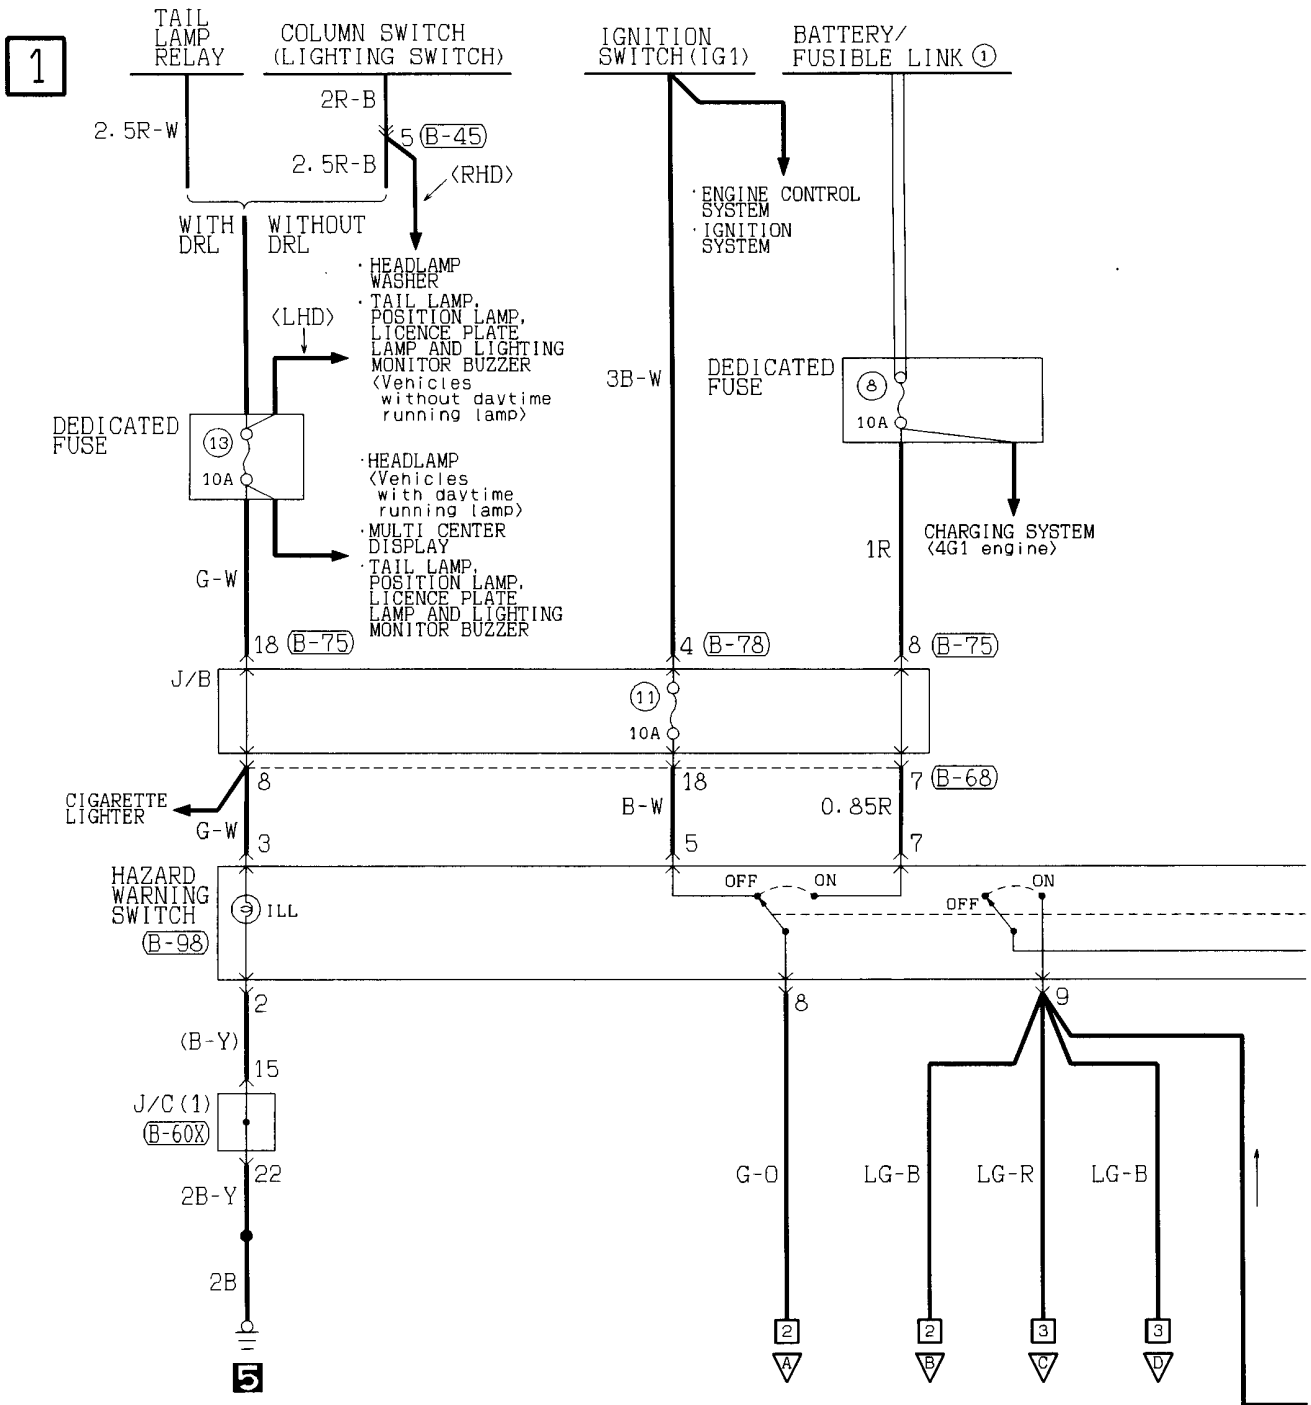 1
TAIL
LAMP
RELAY
COLUMN SWITCH
(LIGHTING SWITCH)
IGNITION
SWITCH(IG1)
BATTERY/
FUSIBLE LINK ①
2R-B
2.5R-W
5 (B-45)
2.5R-B
<RHD>
WITH
DRL
WITHOUT
DRL
· ENGINE CONTROL
SYSTEM
· IGNITION
SYSTEM
· HEADLAMP
WASHER
· TAIL LAMP,
POSITION LAMP,
LICENCE PLATE
LAMP AND LIGHTING
MONITOR BUZZER
<Vehicles
without daytime
running lamp>
<LHD>
3B-W
DEDICATED
FUSE
8
10A
DEDICATED
FUSE
13
10A
· HEADLAMP
<Vehicles
with daytime
running lamp>
· MULTI CENTER
DISPLAY
· TAIL LAMP,
POSITION LAMP,
LICENCE PLATE
LAMP AND LIGHTING
MONITOR BUZZER
CHARGING SYSTEM
<4G1 engine>
1R
G-W
18 (B-75)
4 (B-78)
8 (B-75)
J/B
11
10A
8
18
7 (B-68)
CIGARETTE
LIGHTER
G-W
B-W
0.85R
3
5
7
HAZARD
WARNING
SWITCH
(B-98)
ILL
OFF
ON
OFF
ON
2
8
9
(B-Y)
15
J/C(1)
(B-60X)
22
2B-Y
G-O
LG-B
LG-R
LG-B
2B
2
2
3
3
A
B
C
D
5